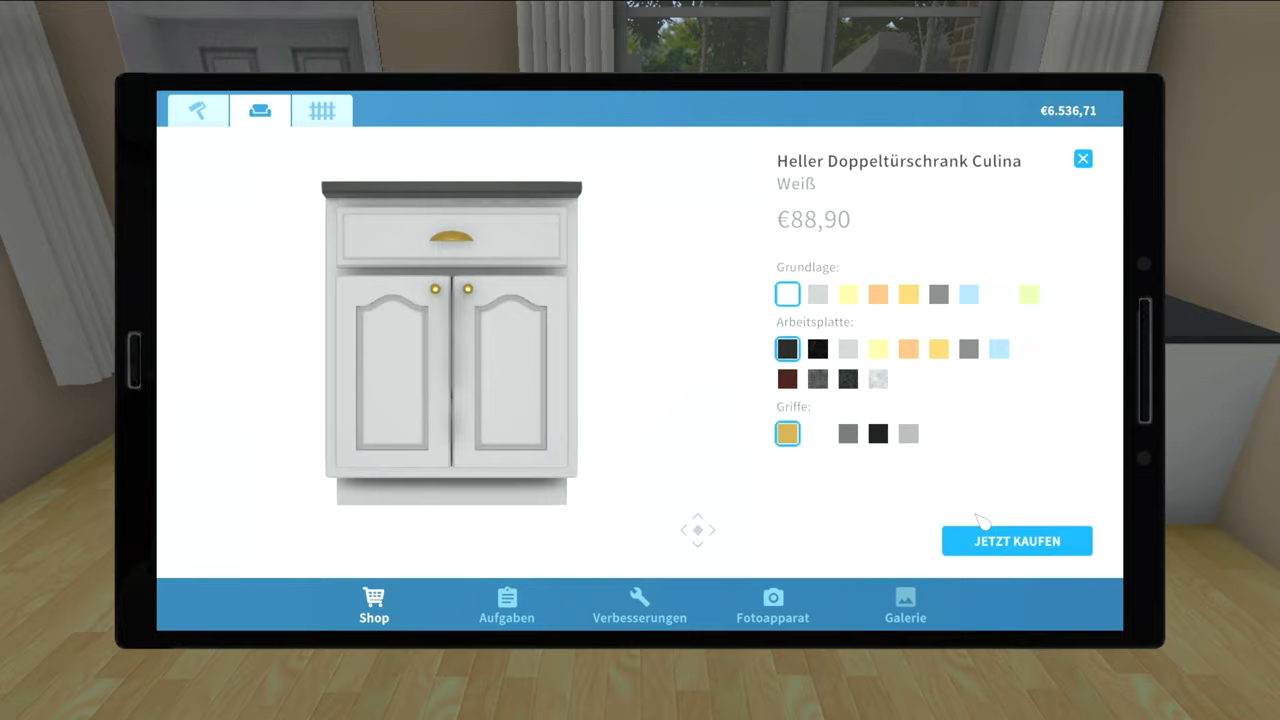 €6.536,71
Heller Doppeltürschrank Culina
Weiß
€88,90
Grundlage:
Arbeitsplatte:
Griffe:
JETZT KAUFEN
Shop
Aufgaben
Verbesserungen
Fotoapparat
Galerie